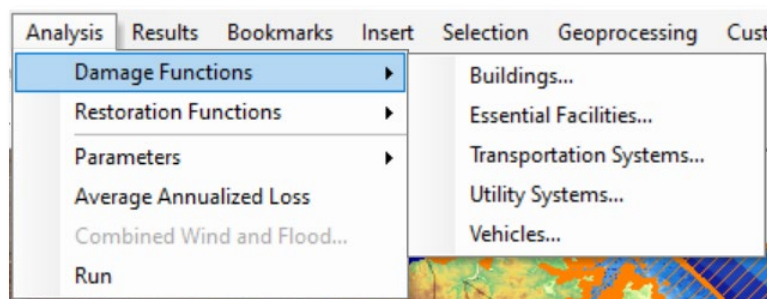 Analysis Results Bookmarks Insert Selection Geoprocessing Cust
Damage Functions
Restoration Functions
Parameters
Average Annualized Loss
Combined Wind and Flood...
Run
Buildings...
Essential Facilities...
Transportation Systems...
Utility Systems...
Vehicles...